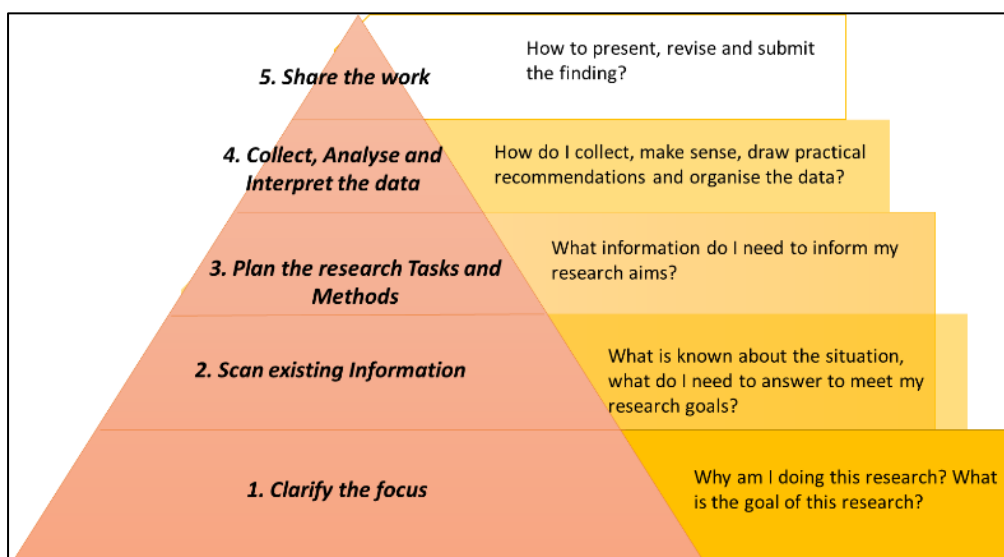 5. Share the work
How to present, revise and submit
the finding?
4. Collect, Analyse and
Interpret the data
How do I collect, make sense, draw practical
recommendations and organise the data?
3. Plan the research Tasks and
Methods
What information do I need to inform my
research aims?
2. Scan existing Information
What is known about the situation,
what do I need to answer to meet my
research goals?
1. Clarify the focus
Why am I doing this research? What
is the goal of this research?